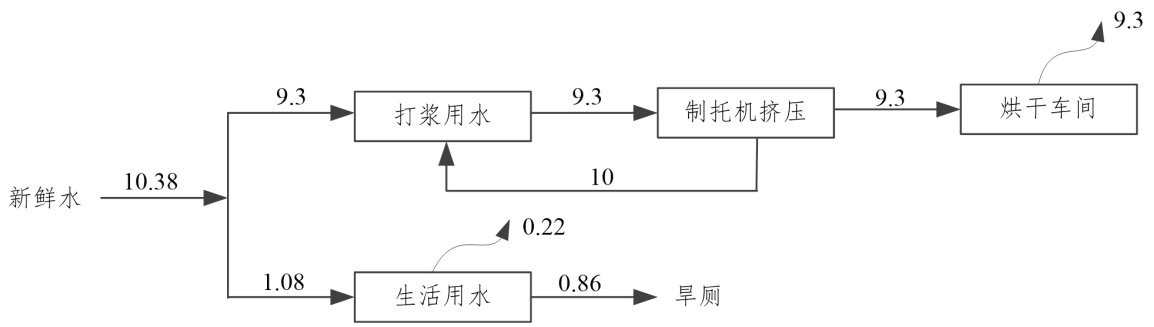 9.3
9.3
打浆用水
9.3
制托机挤压
9.3
烘干车间
10
新鲜水
10.38
0.22
1.08
生活用水
0.86
旱厕